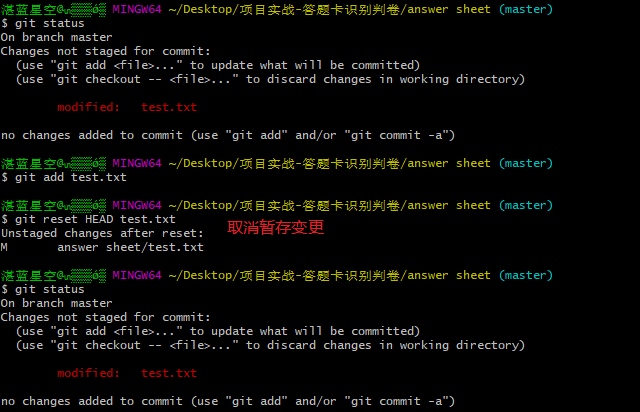 湛蓝星空@ MINGW64 ~/Desktop/项目实战-答题卡识别判卷/answer sheet (master)
$ git status
On branch master
Changes not staged for commit:
(use "git add <file>..." to update what will be committed)
(use "git checkout -- <file>..." to discard changes in working directory)
modified: test.txt
no changes added to commit (use "git add" and/or "git commit -a")
湛蓝星空@ MINGW64 ~/Desktop/项目实战-答题卡识别判卷/answer sheet (master)
$ git add test.txt
湛蓝星空@ MINGW64 ~/Desktop/项目实战-答题卡识别判卷/answer sheet (master)
$ git reset HEAD test.txt
Unstaged changes after reset:
取消暂存变更
M answer sheet/test.txt
湛蓝星空@ MINGW64 ~/Desktop/项目实战-答题卡识别判卷/answer sheet (master)
$ git status
On branch master
Changes not staged for commit:
(use "git add <file>..." to update what will be committed)
(use "git checkout -- <file>..." to discard changes in working directory)
modified: test.txt
no changes added to commit (use "git add" and/or "git commit -a")